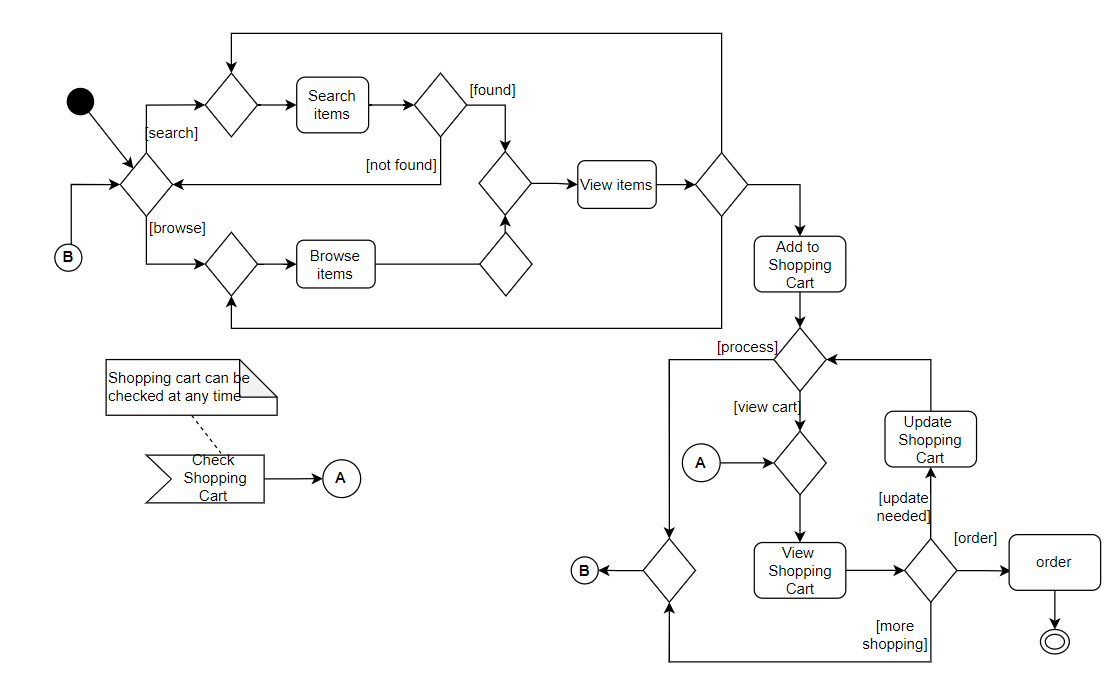 [found]
Search
items
[search]
[not found]
View items
[browse]
B
Browse
items
Add to
Shopping
Cart
[process]
Shopping cart can be
checked at any time
[view cart]
Update
Shopping
Cart
Check
Shopping
Cart
A
A
[update
needed]
[order]
View
Shopping
Cart
B
order
[more
shopping]